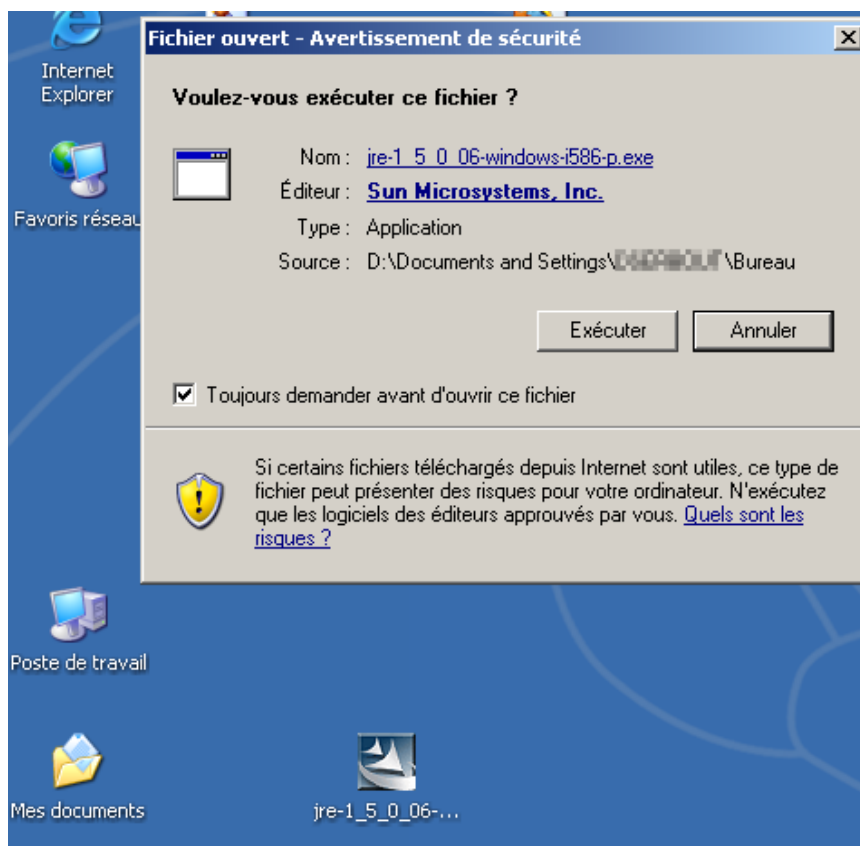 Internet
Explorer
Favoris réseau
Fichier ouvert - Avertissement de sécurité
Voulez-vous exécuter ce fichier ?
Nom : jre-1_5_0_06-windows-i586-p.exe
Éditeur : Sun Microsystems, Inc.
Type : Application
Source : D:\Documents and Settings\ \Bureau
Exécuter Annuler
Toujours demander avant d'ouvrir ce fichier
Si certains fichiers téléchargés depuis Internet sont utiles, ce type de
fichier peut présenter des risques pour votre ordinateur. N'exécutez
que les logiciels des éditeurs approuvés par vous. Quels sont les
risques ?
Poste de travail
Mes documents
jre-1_5_0_06-...